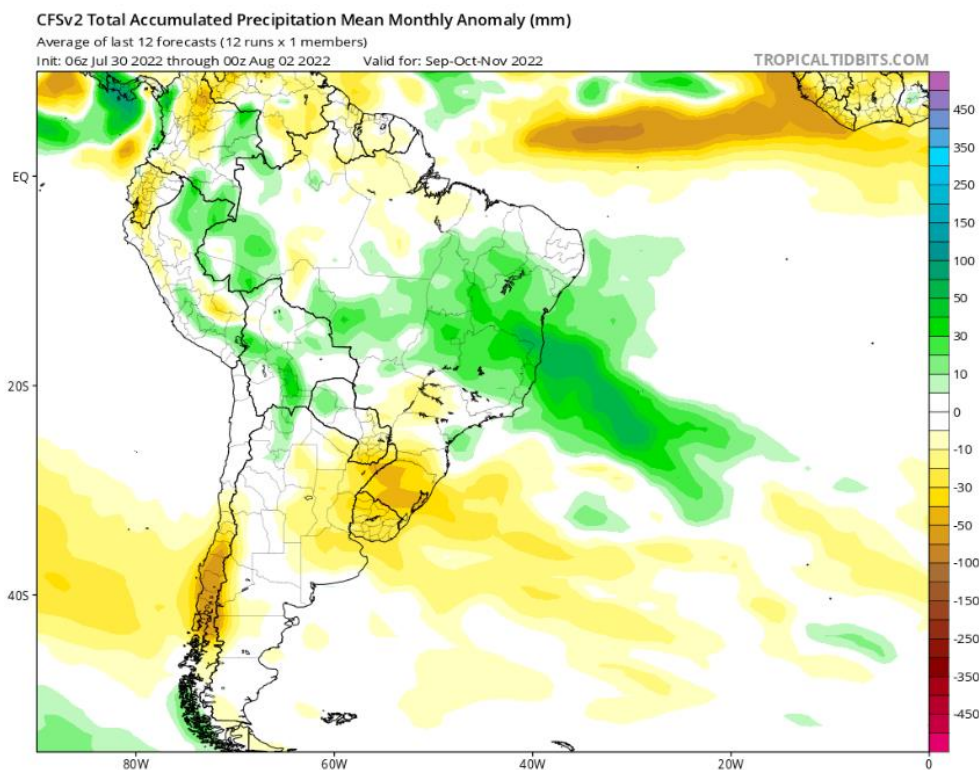 CFSv2 Total Accumulated Precipitation Mean Monthly Anomaly (mm)
Average of last 12 forecasts (12 runs x 1 members)
Init: 06z Jul 30 2022 through 00z Aug 02 2022 Valid for: Sep-Oct-Nov 2022 TROPICALTIDBITS.COM
450
350
250
150
100
50
30
10
0
-10
-30
-50
-100
-150
-250
-350
-450
EQ
20S
40S
80W 60W 40W 20W 0